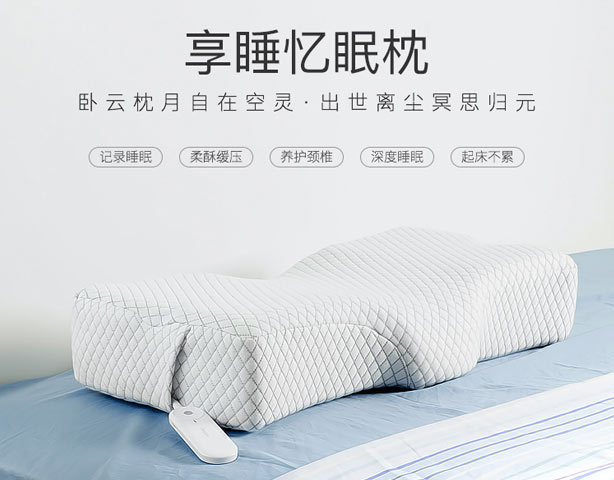 享睡忆眠枕
卧云枕月自在空灵·出世离尘冥思归元
记录睡眠 柔酥缓压 养护颈椎 深度睡眠 起床不累